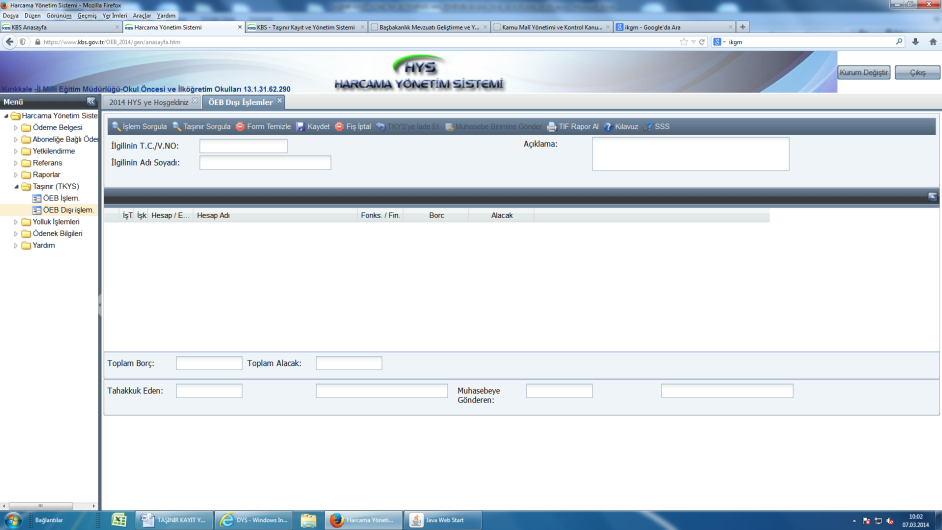 Harcama Yönetim Sistemi - Mozilla Firefox
Dosya Düzen Görünüm Geçmiş Yer İmleri Araçlar Yardım
KBS Anasayfa
Harcama Yönetim Sistemi
KBS - Taşınır Kayıt ve Yönetim Sistemi
Başbakanlık Mevzuatı Geliştirme ve Y...
Kamu Mali Yönetimi ve Kontrol Kanu...
ikgm - Google'da Ara
https://www.kbs.gov.tr/OEB_2014/gen/anasayfa.htm
ikgm
HYS
HARCAMA YÖNETİM SİSTEMİ
Kırıkkale -İl Milli Eğitim Müdürlüğü-Okul Öncesi ve İlköğretim Okulları 13.1.31.62.290
Kurum Değiştir Çıkış
Menü
2014 HYS ye Hoşgeldiniz
ÖEB Dışı İşlemler
Harcama Yönetim Siste
Ödeme Belgesi
Aboneliğe Bağlı Öde
Yetkilendirme
Referans
Raporlar
Taşınır (TKYS)
ÖEB İşlem.
ÖEB Dışı işlem.
Yolluk İşlemleri
Ödenek Bilgileri
Yardım
İşlem Sorgula Taşınır Sorgula Form Temizle Kaydet Fiş İptal TKYS'ye İade Et Muhasebe Birimine Gönder TİF Rapor Al Kılavuz SSS
İlgilinin T.C./V.NO:
Açıklama:
İlgilinin Adı Soyadı:
işT İşk Hesap / E... Hesap Adı Fonks. / Fin. Borc Alacak
Toplam Borç: Toplam Alacak:
Tahakkuk Eden:
Muhasebeye
Gönderen:
Bağlantılar
TAŞINIR KAYIT Y...
DYS - Windows In...
Harcama Yöneti...
Java Web Start
10:02
07.03.2014